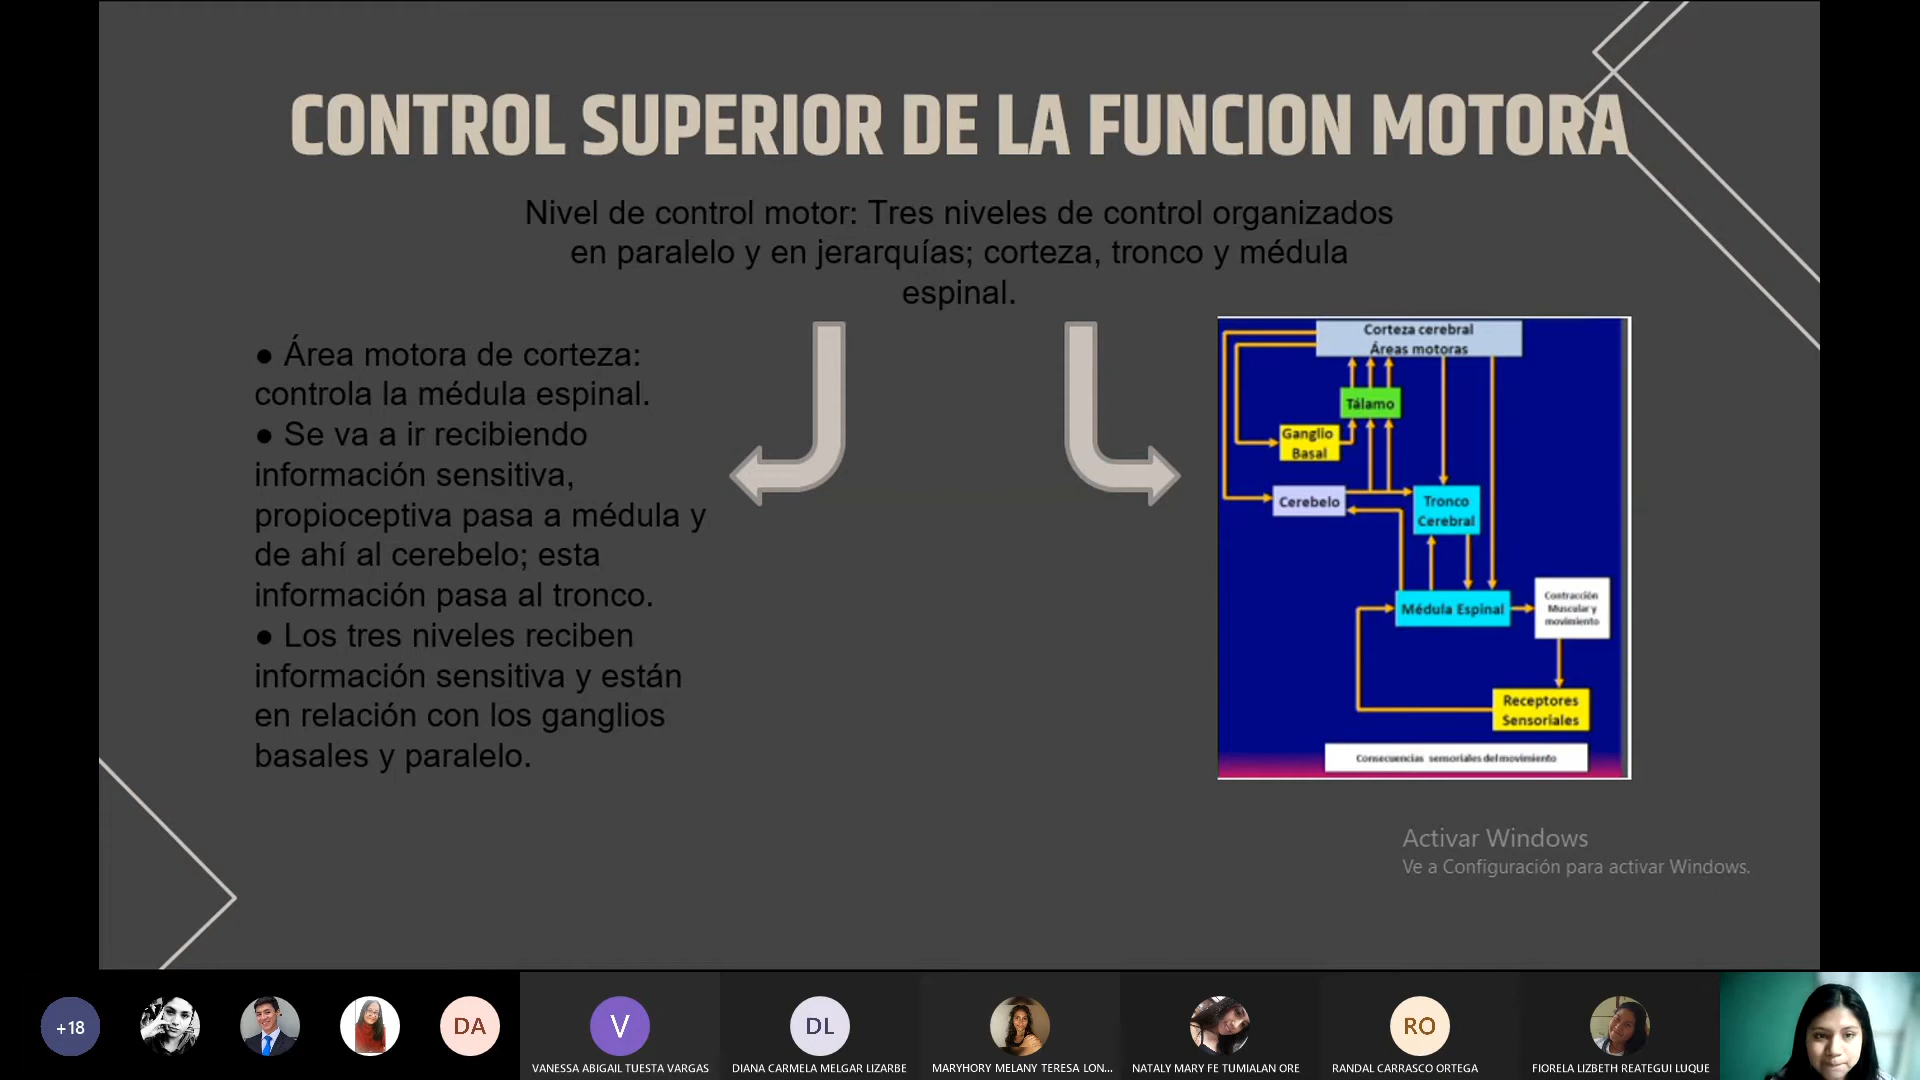 CONTROL SUPERIOR DE LA FUNCION MOTORA
Nivel de control motor: Tres niveles de control organizados
en paralelo y en jerarquías; corteza, tronco y médula
espinal.
● Área motora de corteza:
controla la médula espinal.
● Se va a ir recibiendo
información sensitiva,
propioceptiva pasa a médula y
de ahí al cerebelo; esta
información pasa al tronco.
● Los tres niveles reciben
información sensitiva y están
en relación con los ganglios
basales y paralelo.
Corteza cerebral
Áreas motoras
Tálamo
Ganglio
Basal
Cerebelo
Tronco
Cerebral
Médula Espinal
Contracción
Muscular y
movimiento
Receptores
Sensoriales
Consecuencias sensoriales del movimiento
Activar Windows
Ve a Configuración para activar Windows.
+18
DA
V
DL
RO
VANESSA ABIGAIL TUESTA VARGAS
DIANA CARMELA MELGAR LIZARBE
MARYHORY MELANY TERESA LON...
NATALY MARY FE TUMIALAN ORE
RANDAL CARRASCO ORTEGA
FIORELA LIZBETH REATEGUI LUQUE